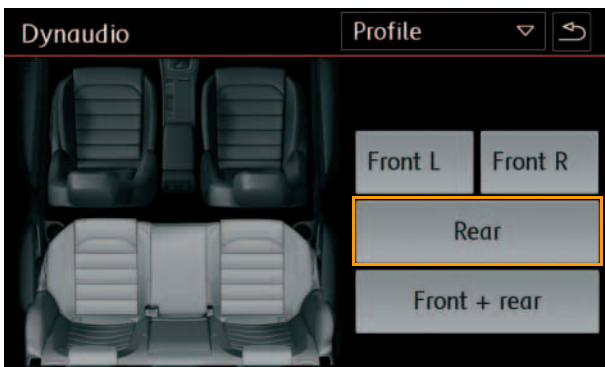 Dynaudio
Profile
Front L
Front R
Rear
Front + rear